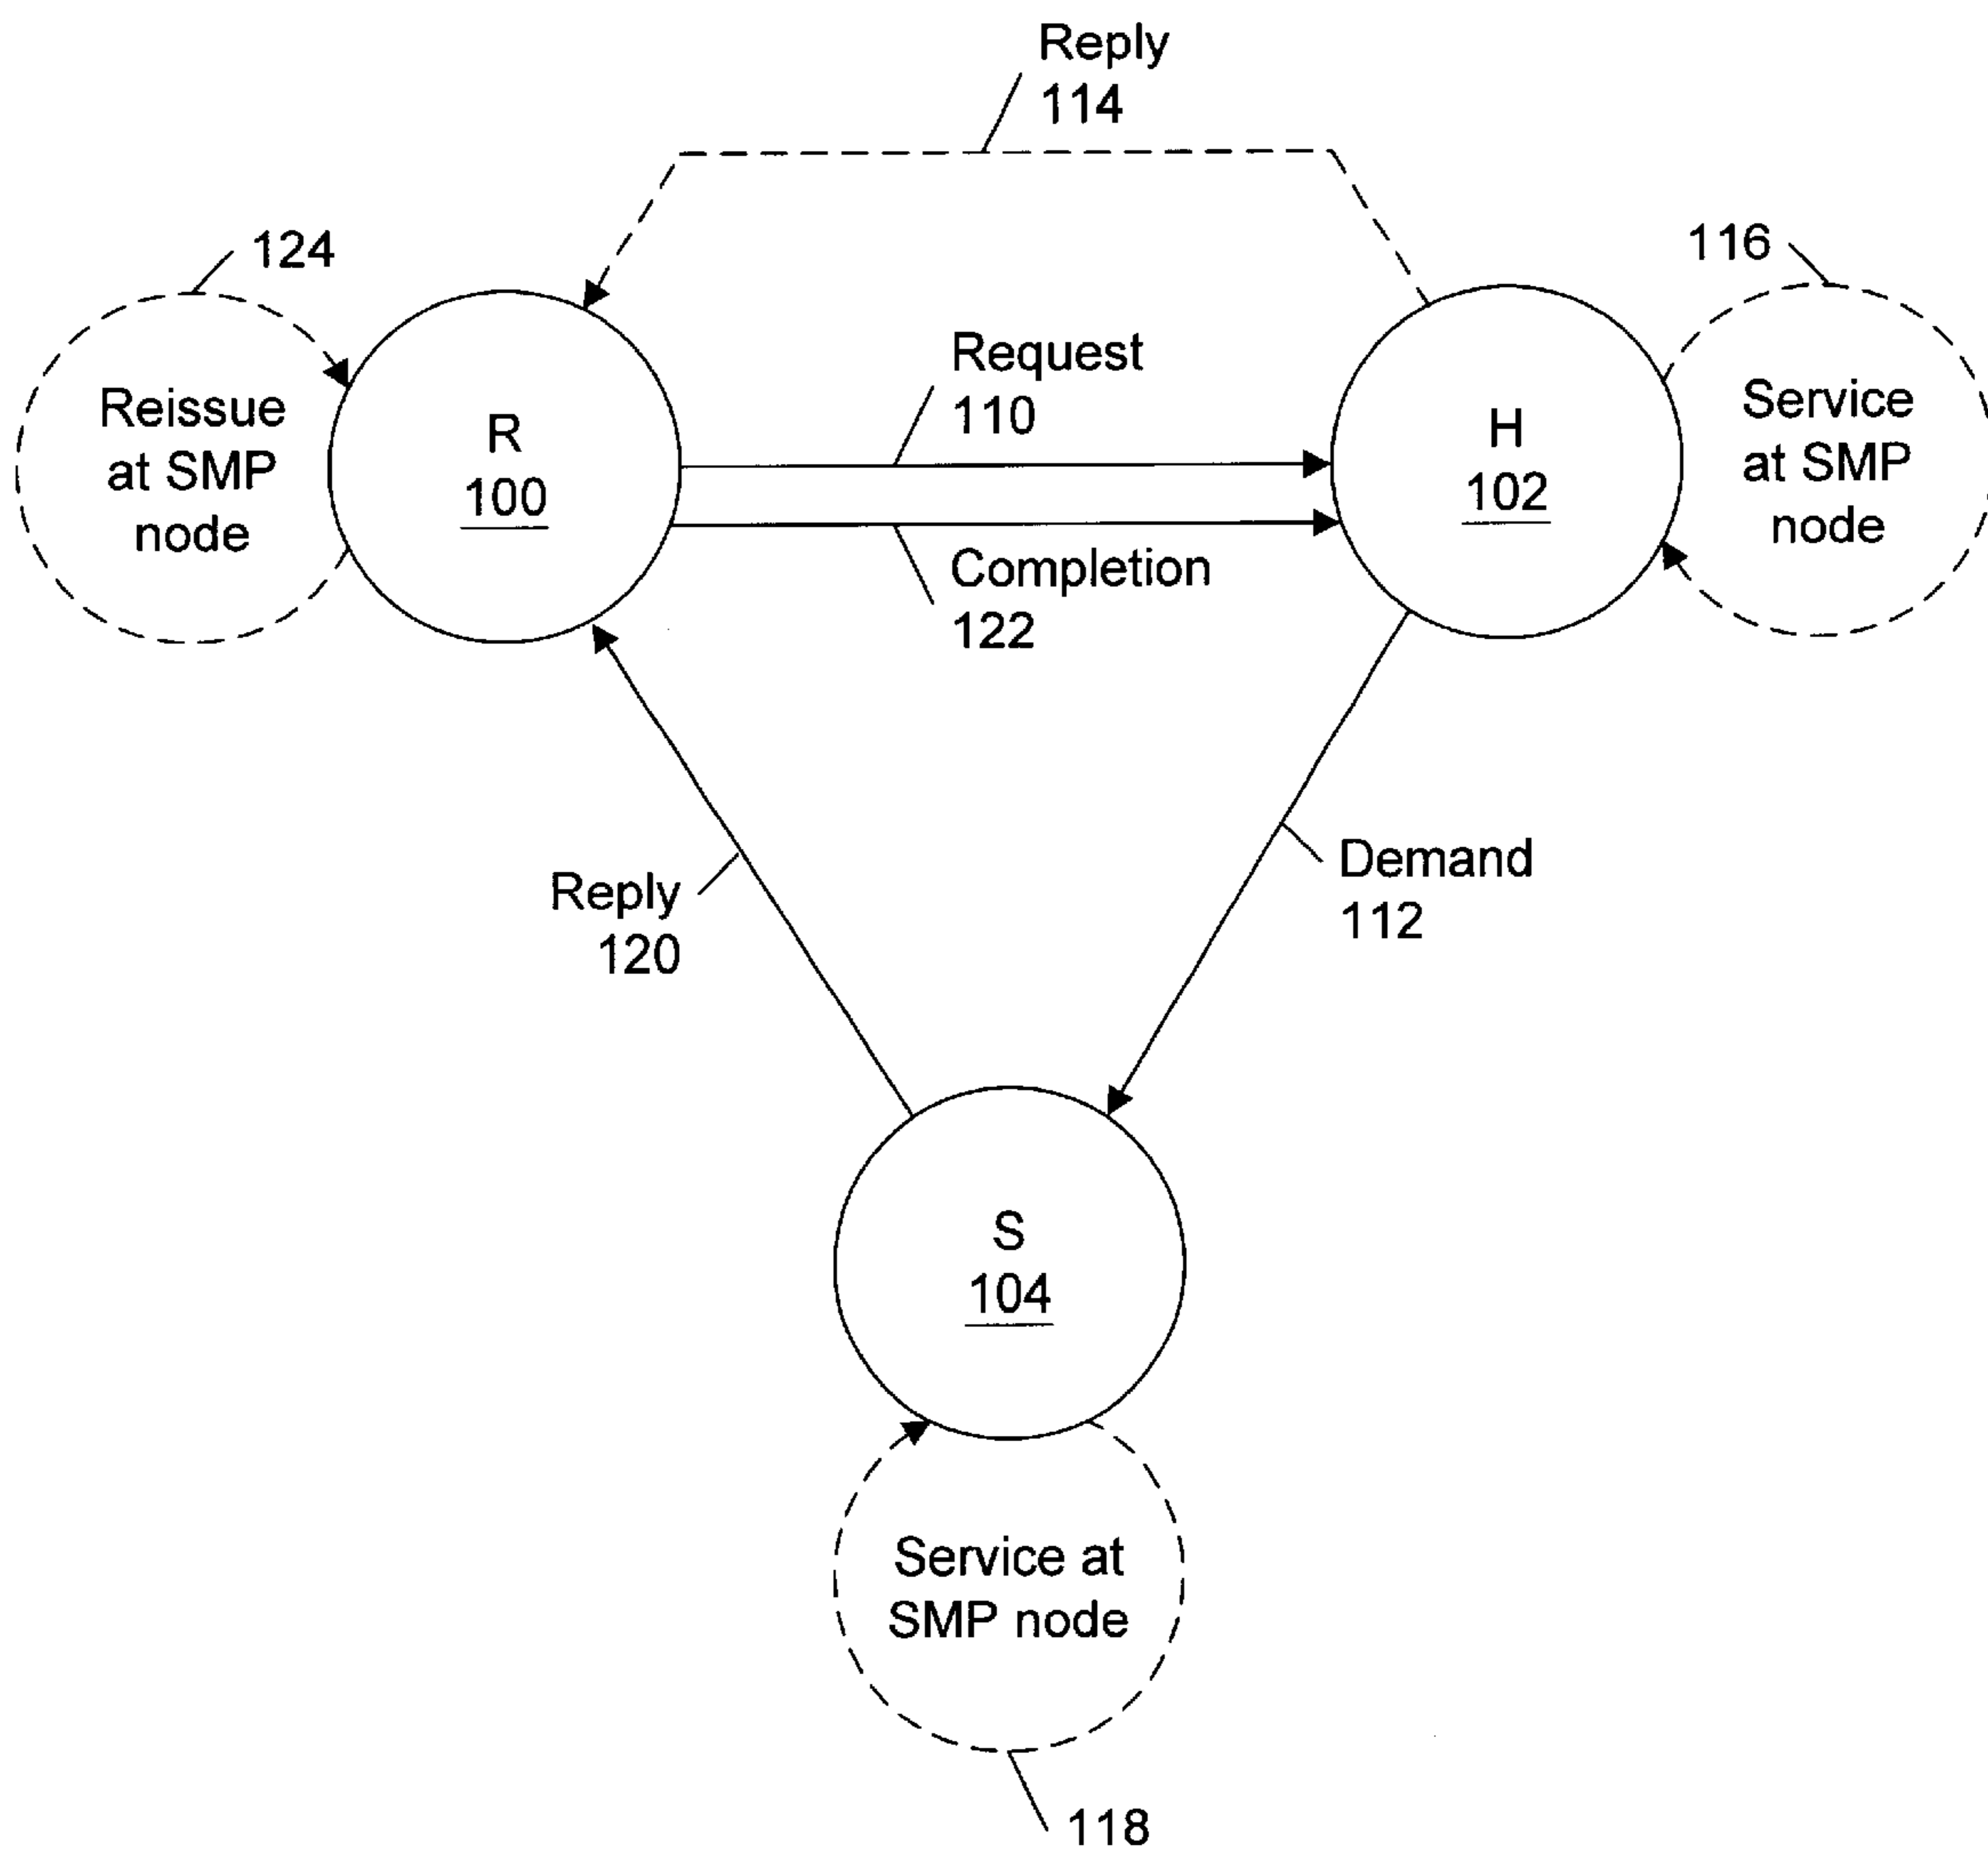 Reply
114
124
116
Request
110
Reissue
at SMP
node
R
100
H
102
Service
at SMP
node
Completion
122
Demand
112
Reply
120
S
104
Service at
SMP node
118